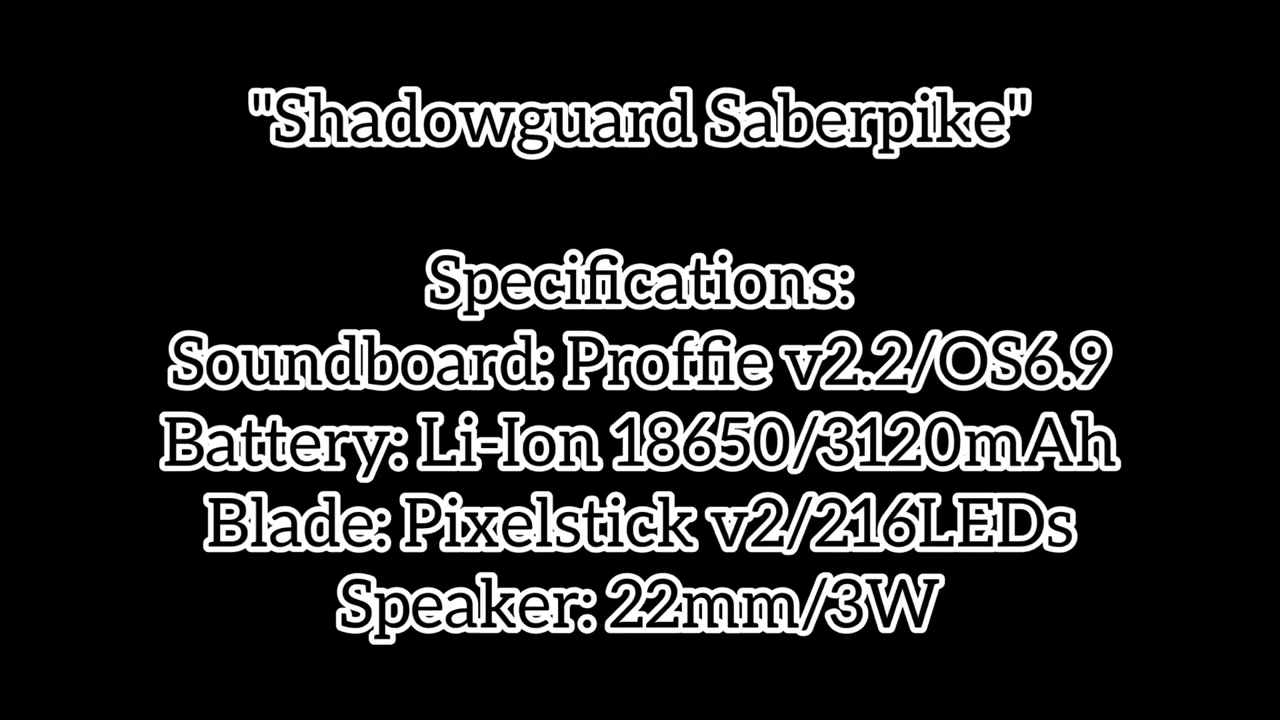 "Shadowguard Saberpike"
Specifications:
Soundboard: Proffie v2.2/OS6.9
Battery: Li-Ion 18650/3120mAh
Blade: Pixelstick v2/216LEDs
Speaker: 22mm/3W